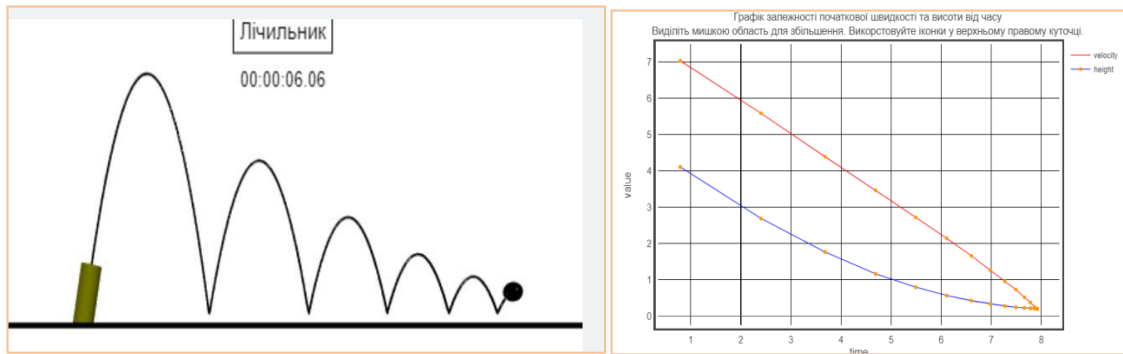 Лічильник
00:00:06.06
Графік залежності початкової швидкості та висоти від часу
Виділіть мишкою область для збільшення. Викорстовуйте іконки у верхньому правому куточці.
velocity
height
7
6
5
4
3
2
1
0
value
1 2 3 4 5 6 7 8
time